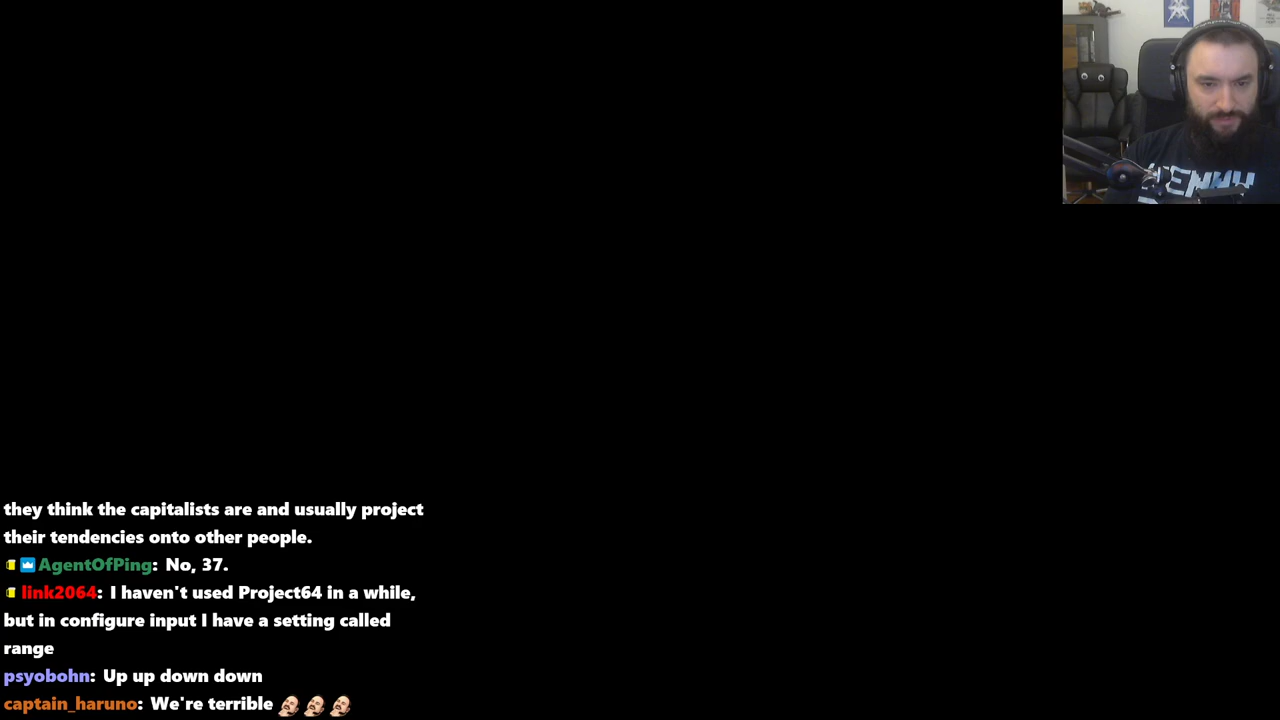 they think the capitalists are and usually project
their tendencies onto other people.
AgentOfPing: No, 37.
link2064: I haven't used Project64 in a while,
but in configure input I have a setting called
range
psyobohn: Up up down down
captain_haruno: We're terrible